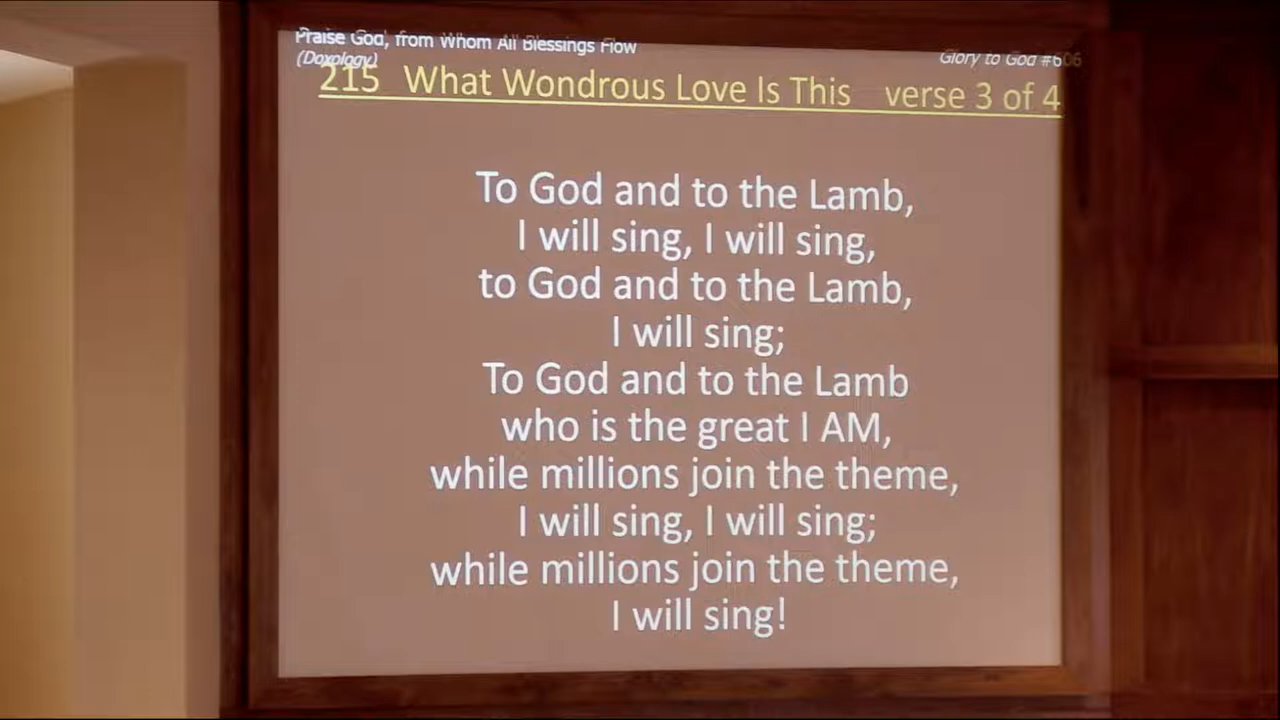 Praise God, from Whom All Blessings Flow
(Doxology)
Glory to God #606
215 What Wondrous Love Is This verse 3 of 4
To God and to the Lamb,
I will sing, I will sing,
to God and to the Lamb,
I will sing;
To God and to the Lamb
who is the great I AM,
while millions join the theme,
I will sing, I will sing;
while millions join the theme,
I will sing!